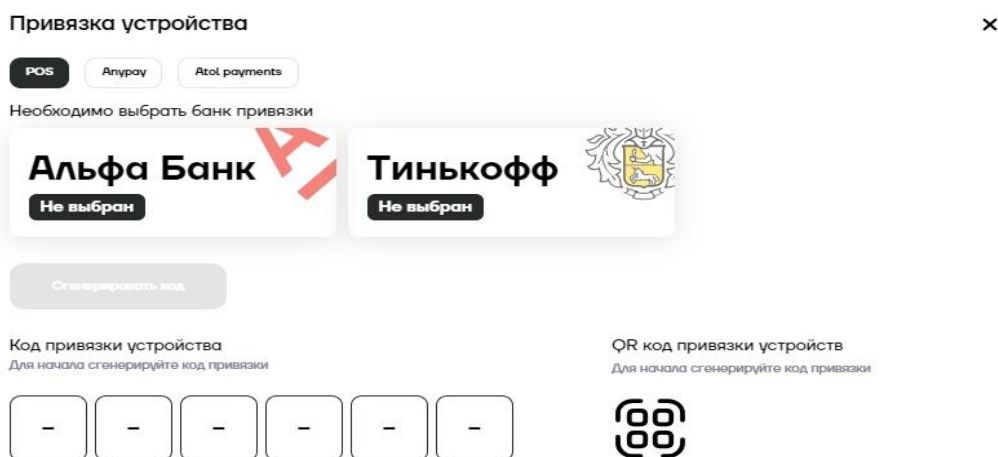 Привязка устройства
POS Anypay Atol payments
Необходимо выбрать банк привязки
Альфа Банк Тинькофф
Не выбран Не выбран
Сгенерировать код
Код привязки устройства QR код привязки устройств
Для начала сгенерируйте код привязки Для начала сгенерируйте код привязки
– – – – – –